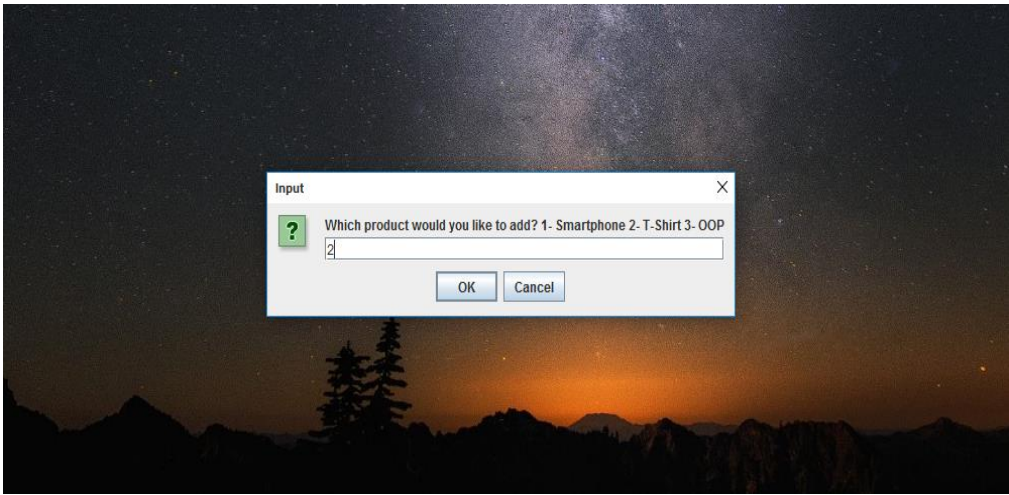 Input
Which product would you like to add? 1- Smartphone 2- T-Shirt 3- OOP
2
OK Cancel